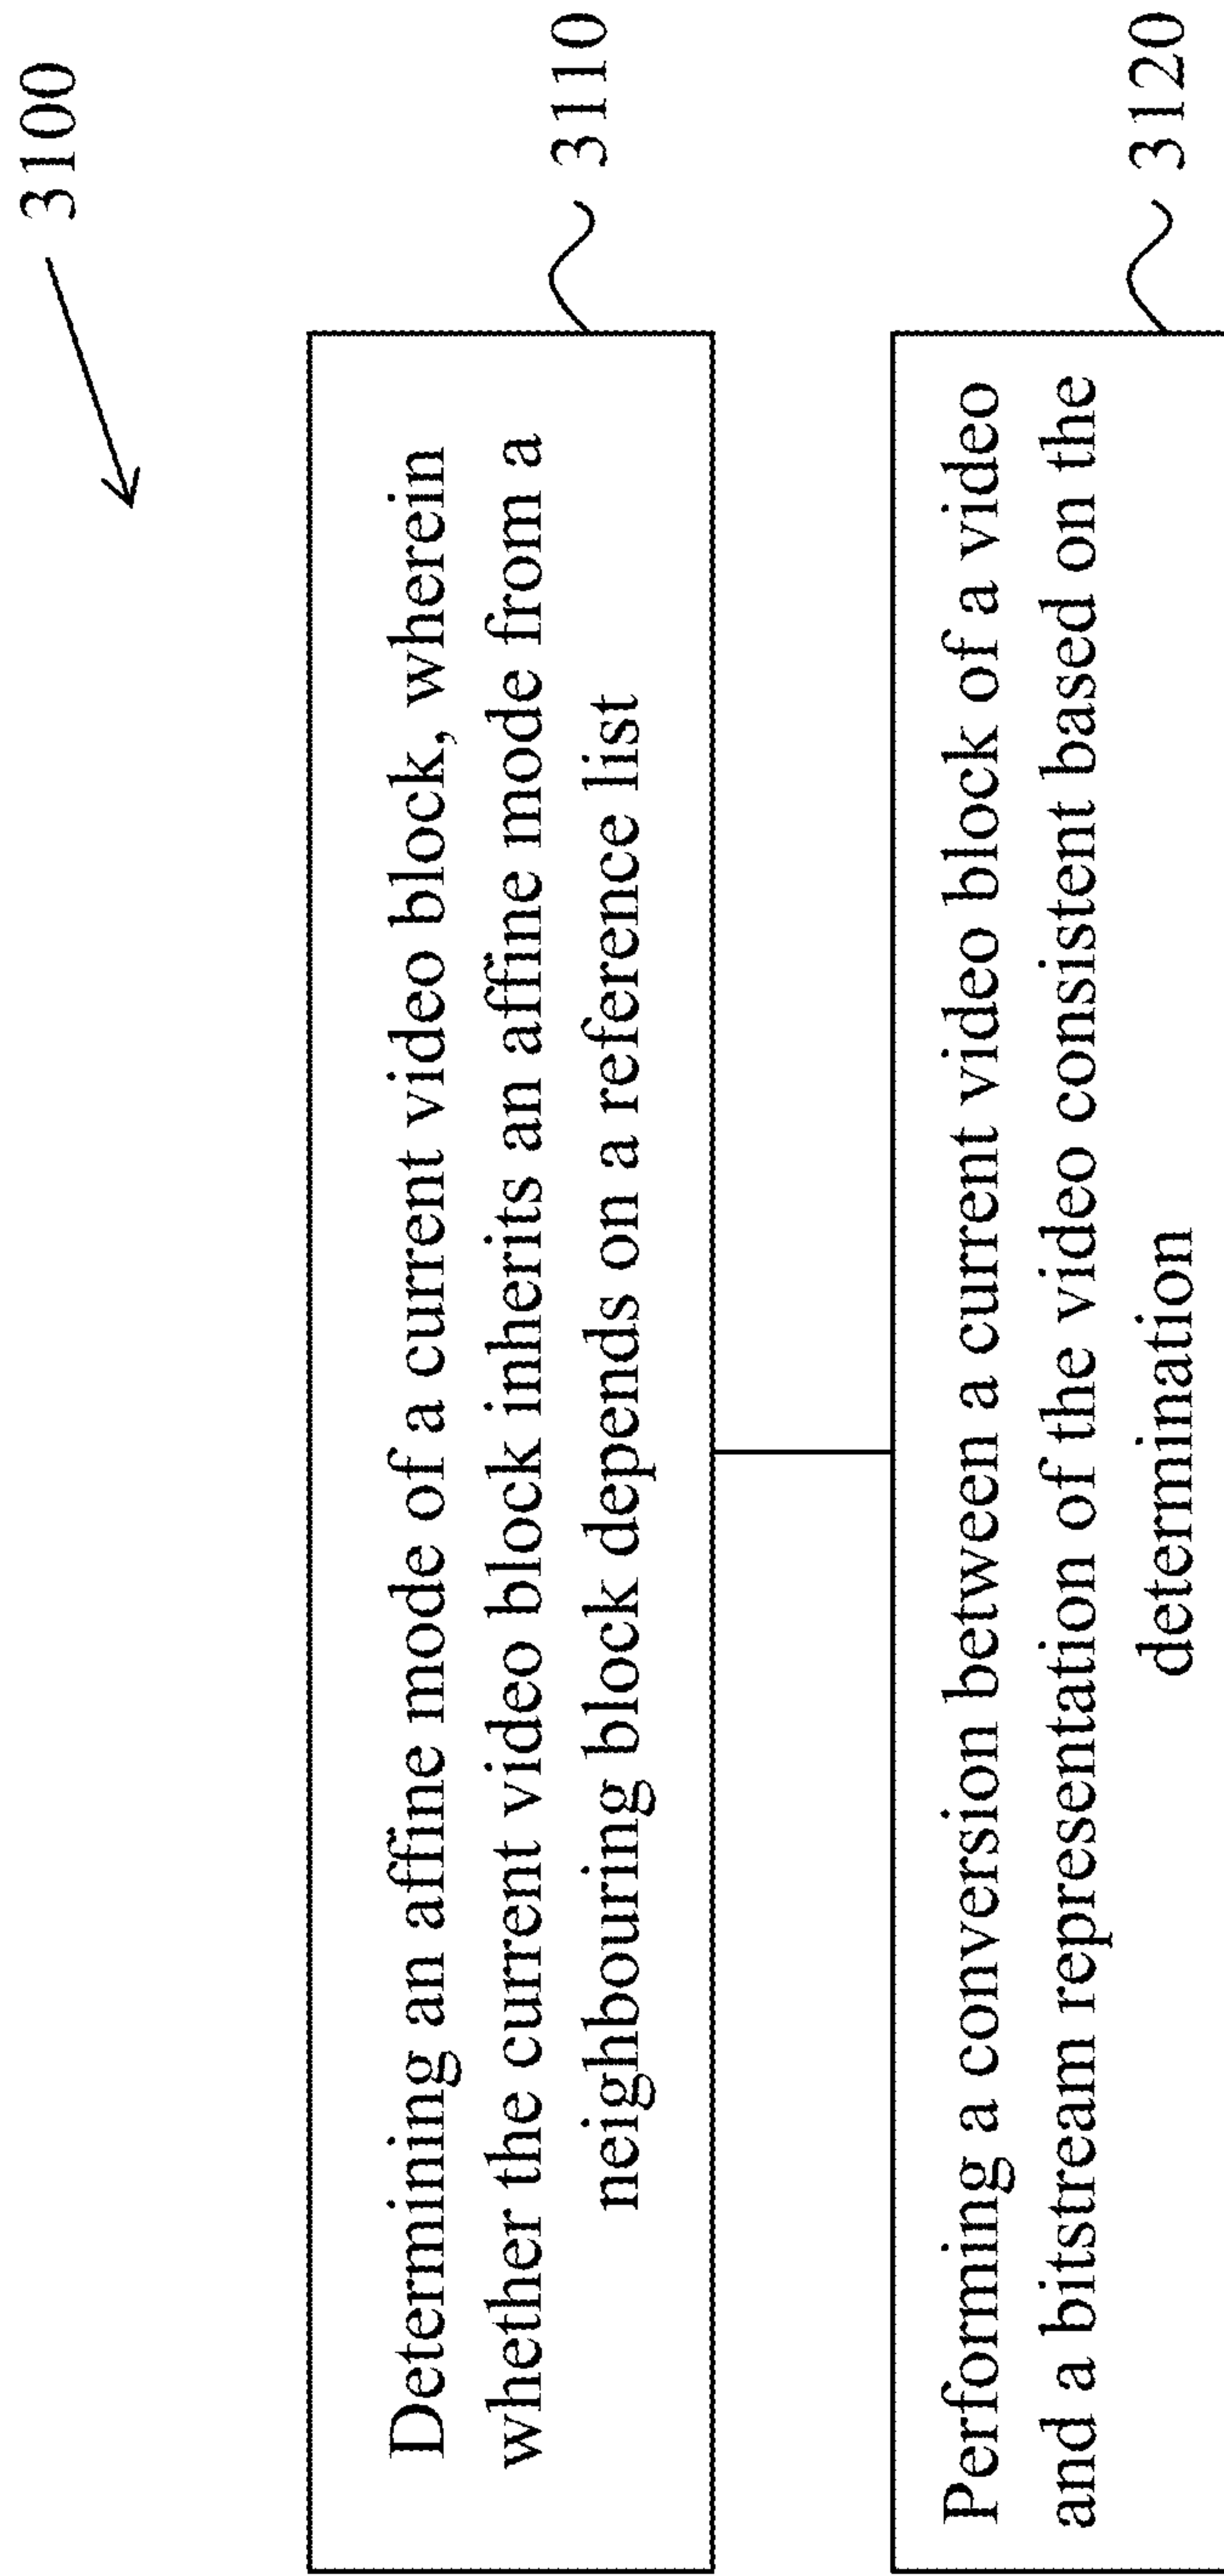 3100
Determining an affine mode of a current video block, wherein
whether the current video block inherits an affine mode from a
neighbouring block depends on a reference list
3110
Performing a conversion between a current video block of a video
and a bitstream representation of the video consistent based on the
determination
3120